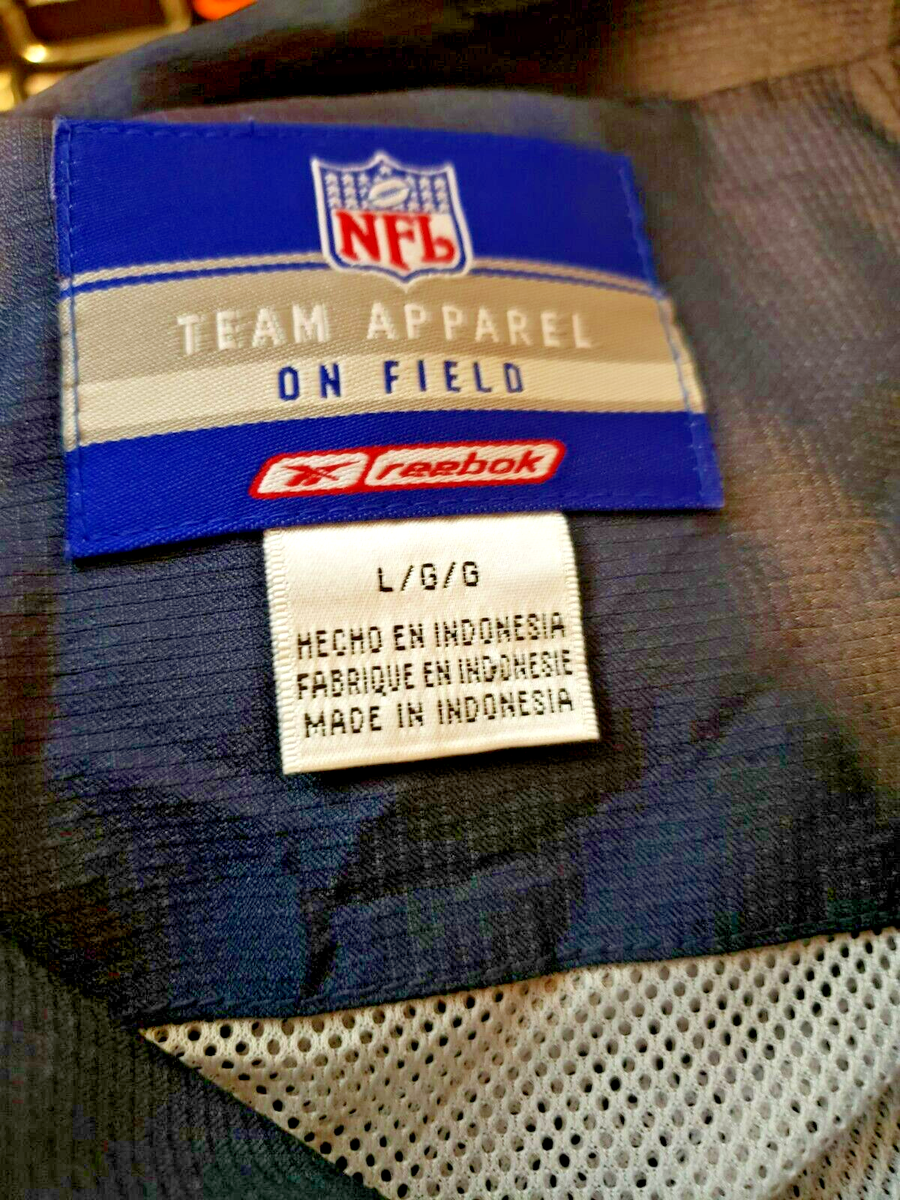 NFL
TEAM APPAREL
ON FIELD
reebok
L/G/G
HECHO EN INDONESIA
FABRIQUE EN INDONESIE
MADE IN INDONESIA